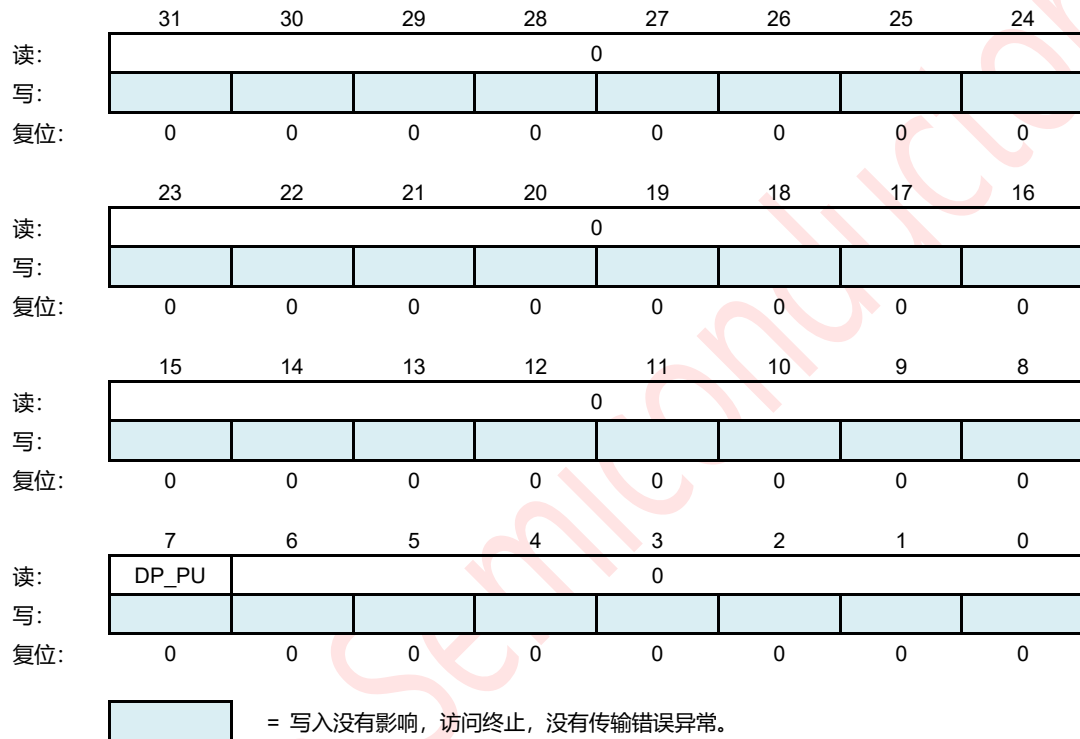 31 30 29 28 27 26 25 24
读: 0
写:
复位: 0 0 0 0 0 0 0 0
23 22 21 20 19 18 17 16
读: 0
写:
复位: 0 0 0 0 0 0 0 0
15 14 13 12 11 10 9 8
读: 0
写:
复位: 0 0 0 0 0 0 0 0
7 6 5 4 3 2 1 0
读: DP_PU 0
写:
复位: 0 0 0 0 0 0 0 0
= 写入没有影响，访问终止，没有传输错误异常。
Semiconductor